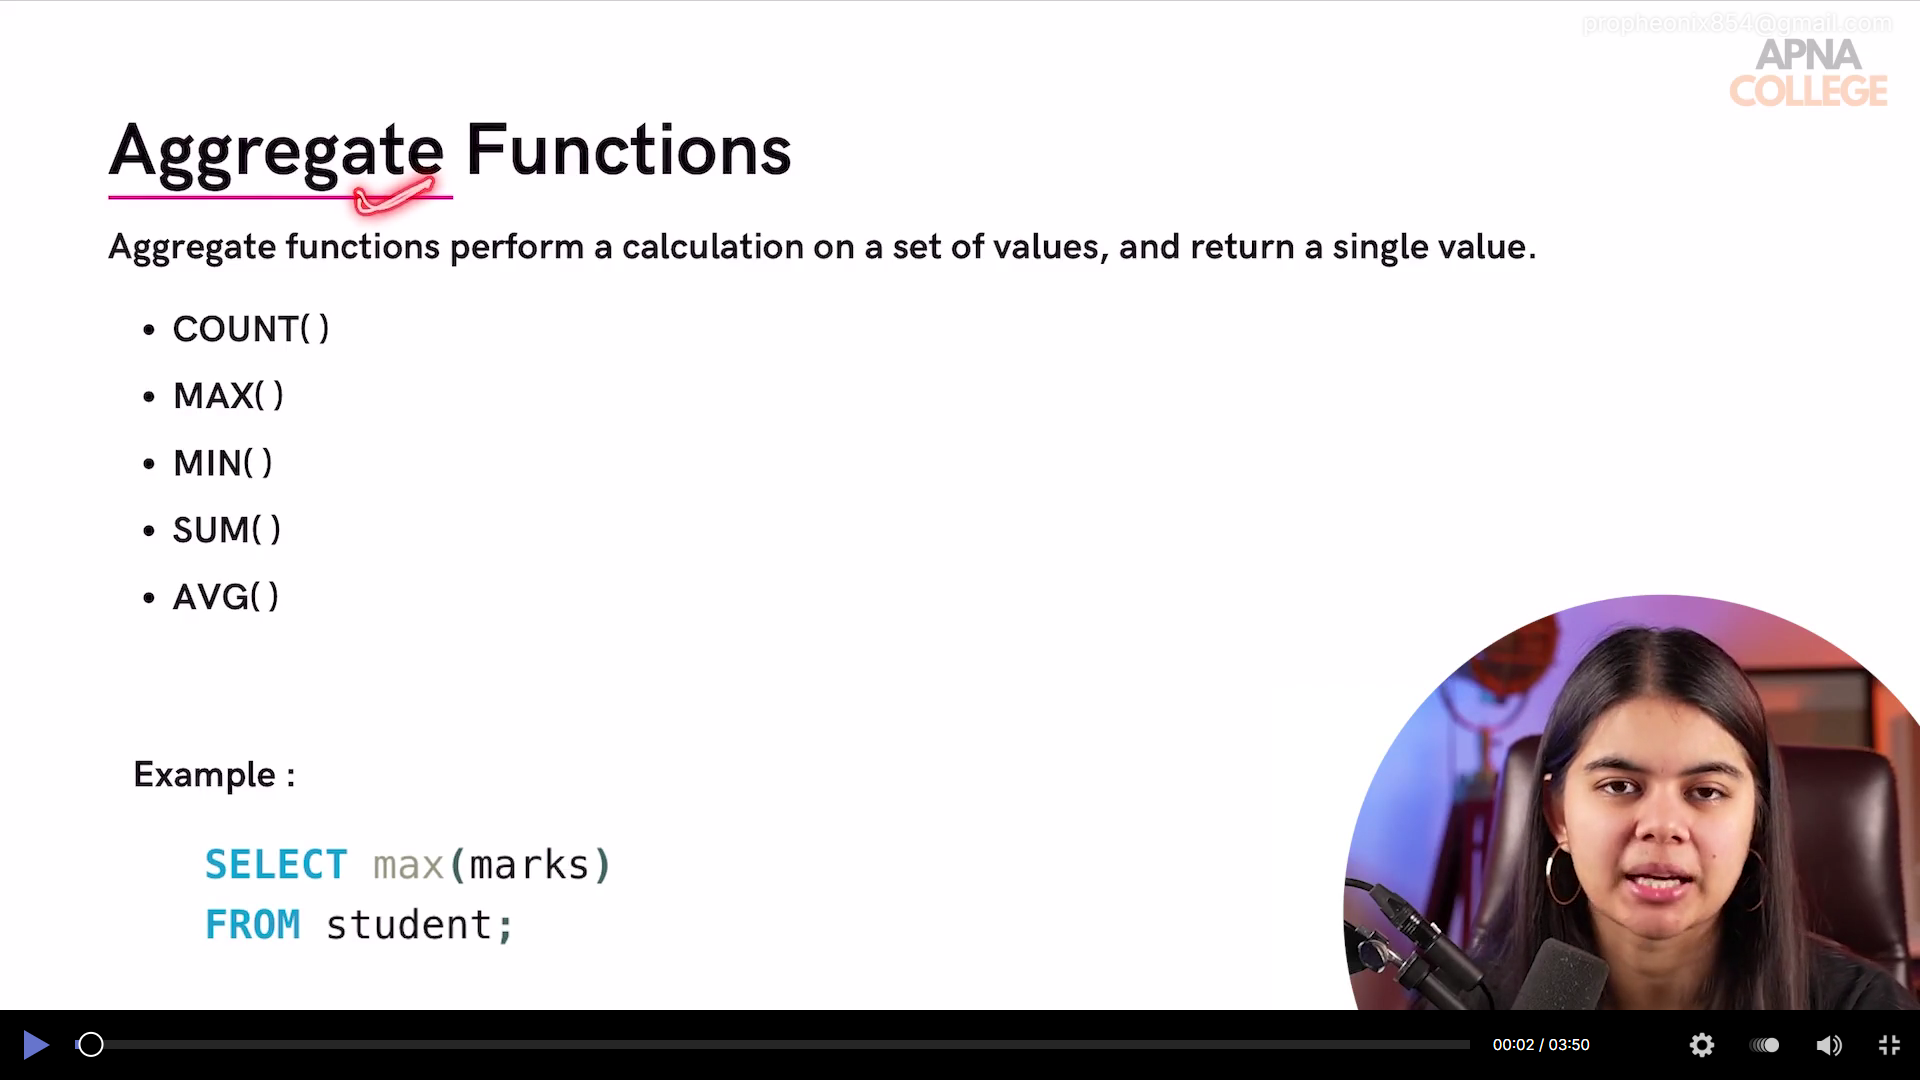 propheonix854@gmail.com
APNA
COLLEGE
Aggregate Functions
Aggregate functions perform a calculation on a set of values, and return a single value.
• COUNT( )
• MAX( )
• MIN( )
• SUM( )
• AVG( )
Example :
SELECT max(marks)
FROM student;
00:02 / 03:50